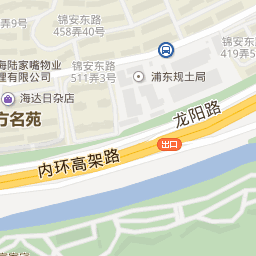 锦安东路
458弄40号
锦安东路
419弄5
海陆家嘴物业
理有限公司
锦安东路
511弄3号
浦东规土局
海达日杂店
方名苑
龙阳路
出口
内环高架路